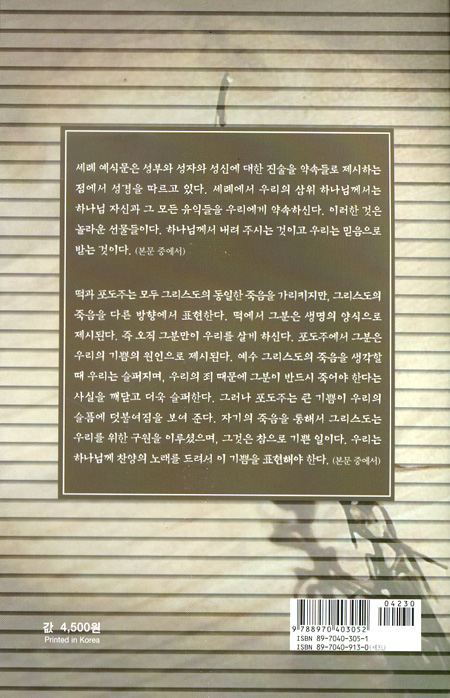 세례 예식문은 성부와 성자와 성신에 대한 진술을 약속들로 제시하는
점에서 성경을 따르고 있다. 세례에서 우리의 삼위 하나님께서는
하나님 자신과 그 모든 유익들을 우리에게 약속하신다. 이러한 것은
놀라운 선물들이다. 하나님께서 내려 주시는 것이고 우리는 믿음으로
받는 것이다. (본문 중에서)
떡과 포도주는 모두 그리스도의 동일한 죽음을 가리키지만, 그리스도의
죽음을 다른 방향에서 표현한다. 떡에서 그분은 생명의 양식으로
제시된다. 즉 오직 그분만이 우리를 살게 하신다. 포도주에서 그분은
우리의 기쁨의 원인으로 제시된다. 예수 그리스도의 죽음을 생각할
때 우리는 슬퍼지며, 우리의 죄 때문에 그분이 반드시 죽어야 한다는
사실을 깨닫고 더욱 슬퍼한다. 그러나 포도주는 큰 기쁨이 우리의
슬픔에 덧붙여짐을 보여 준다. 자기의 죽음을 통해서 그리스도는
우리를 위한 구원을 이루셨으며, 그것은 참으로 기쁜 일이다. 우리는
하나님께 찬양의 노래를 드려서 이 기쁨을 표현해야 한다. (본문 중에서)
값 4,500원
Printed in Korea
04230
9 788970 403052
ISBN 89-7040-305-1
ISBN 89-7040-913-0(세트)